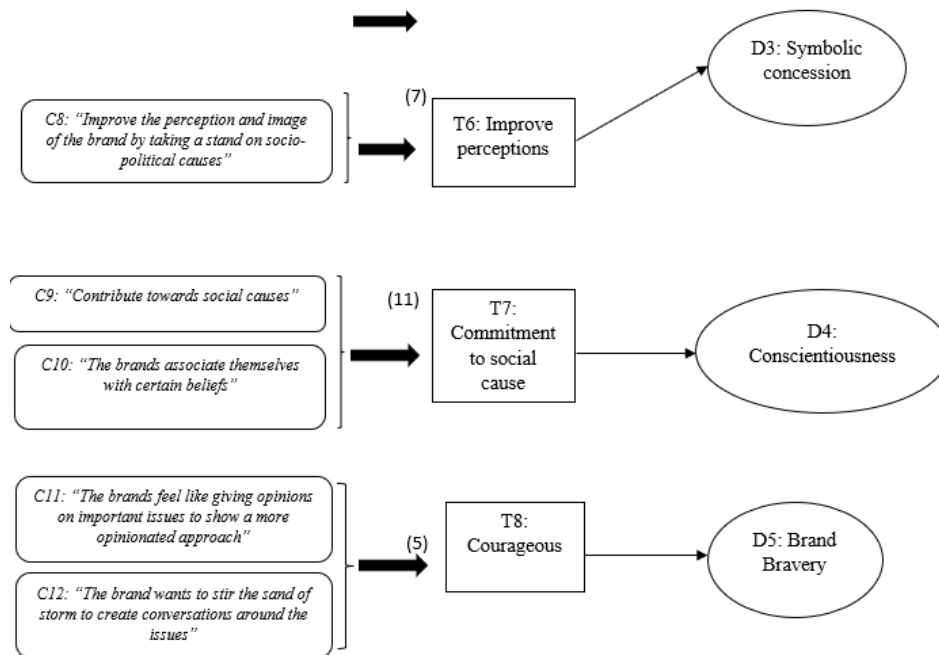 D3: Symbolic
concession
(7)
C8: “Improve the perception and image
of the brand by taking a stand on socio-
political causes”
T6: Improve
perceptions
C9: “Contribute towards social causes”
(11)
T7:
Commitment
to social
cause
D4:
Conscientiousness
C10: “The brands associate themselves
with certain beliefs”
C11: “The brands feel like giving opinions
on important issues to show a more
opinionated approach”
(5)
T8:
Courageous
D5: Brand
Bravery
C12: “The brand wants to stir the sand of
storm to create conversations around the
issues”